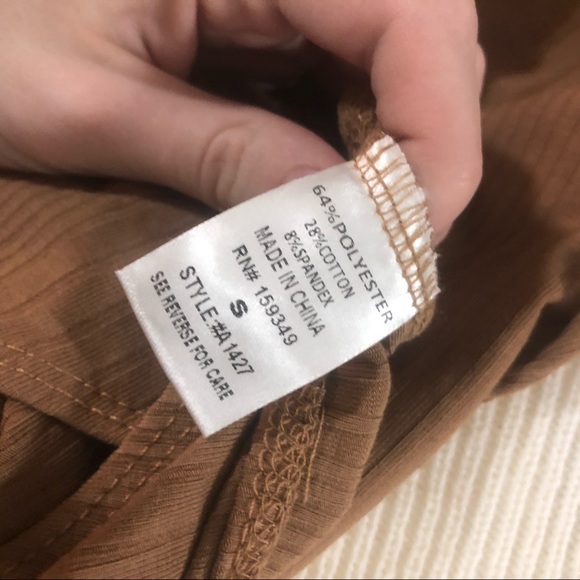 64%POLYESTER
28%COTTON
8%SPANDEX
MADE IN CHINA
RN# 159349
S
STYLE:#A1427
SEE REVERSE FOR CARE